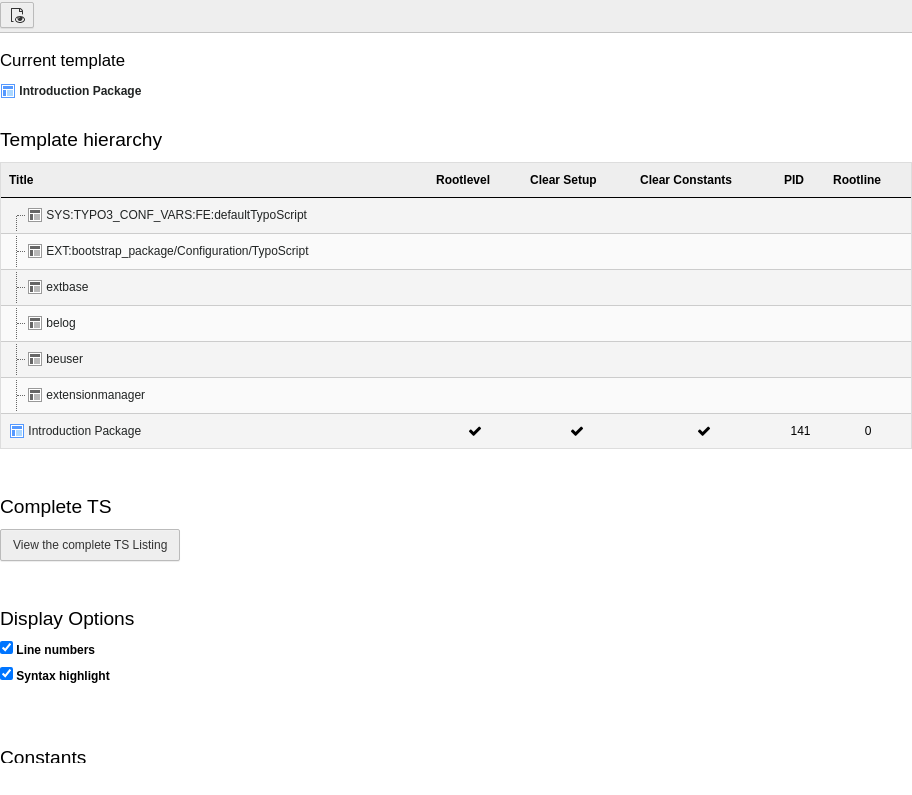 Current template
Introduction Package
Template hierarchy
Title Rootlevel Clear Setup Clear Constants PID Rootline
SYS:TYPO3_CONF_VARS:FE:defaultTypoScript
EXT:bootstrap_package/Configuration/TypoScript
extbase
belog
beuser
extensionmanager
Introduction Package 141 0
Complete TS
View the complete TS Listing
Display Options
Line numbers
Syntax highlight
Constants